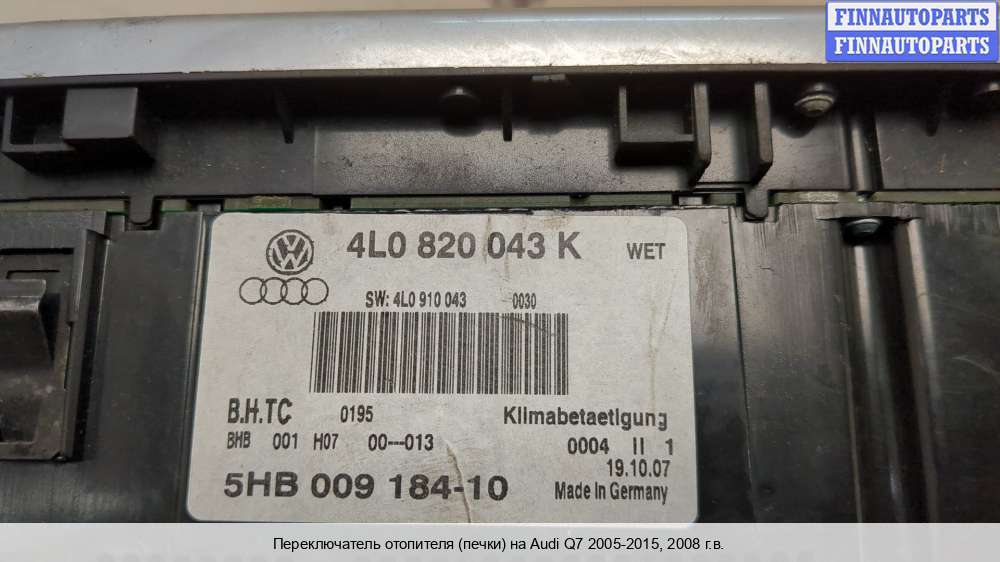 FINNAUTOPARTS
FINNAUTOPARTS
4L0 820 043 K WET
SW: 4L0 910 043 0030
B.H.TC 0195 Klimabetaetigung
BHB 001 H07 00---013 0004 II 1
19.10.07
5HB 009 184-10 Made in Germany
Переключатель отопителя (печки) на Audi Q7 2005-2015, 2008 г.в.